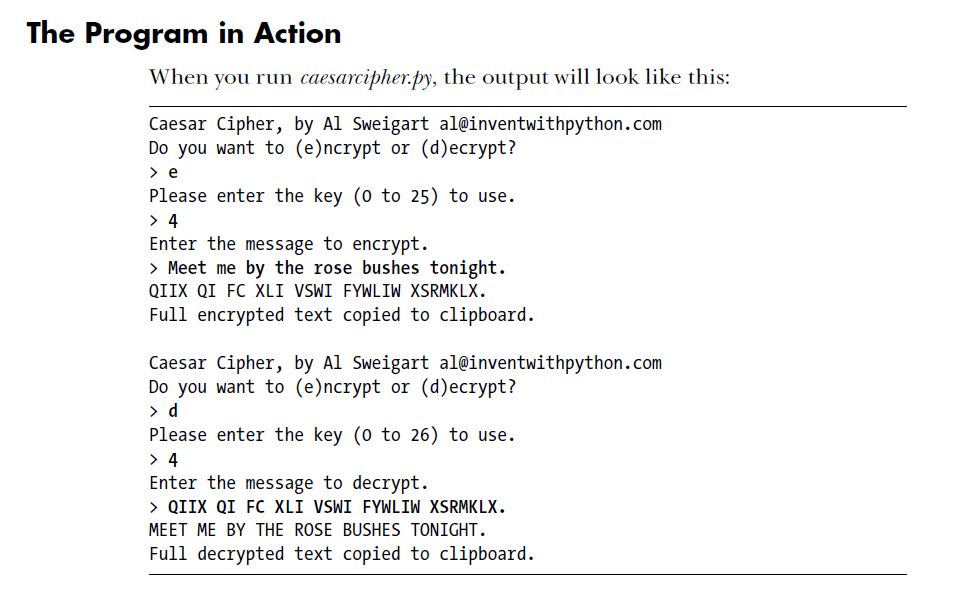 The Program in Action
When you run caesarcipher.py, the output will look like this:
Caesar Cipher, by Al Sweigart al@inventwithpython.com
Do you want to (e)ncrypt or (d)ecrypt?
> e
Please enter the key (0 to 25) to use.
> 4
Enter the message to encrypt.
> Meet me by the rose bushes tonight.
QIIX QI FC XLI VSWI FYWLIW XSRMKLX.
Full encrypted text copied to clipboard.
Caesar Cipher, by Al Sweigart al@inventwithpython.com
Do you want to (e)ncrypt or (d)ecrypt?
> d
Please enter the key (0 to 26) to use.
> 4
Enter the message to decrypt.
> QIIX QI FC XLI VSWI FYWLIW XSRMKLX.
MEET ME BY THE ROSE BUSHES TONIGHT.
Full decrypted text copied to clipboard.